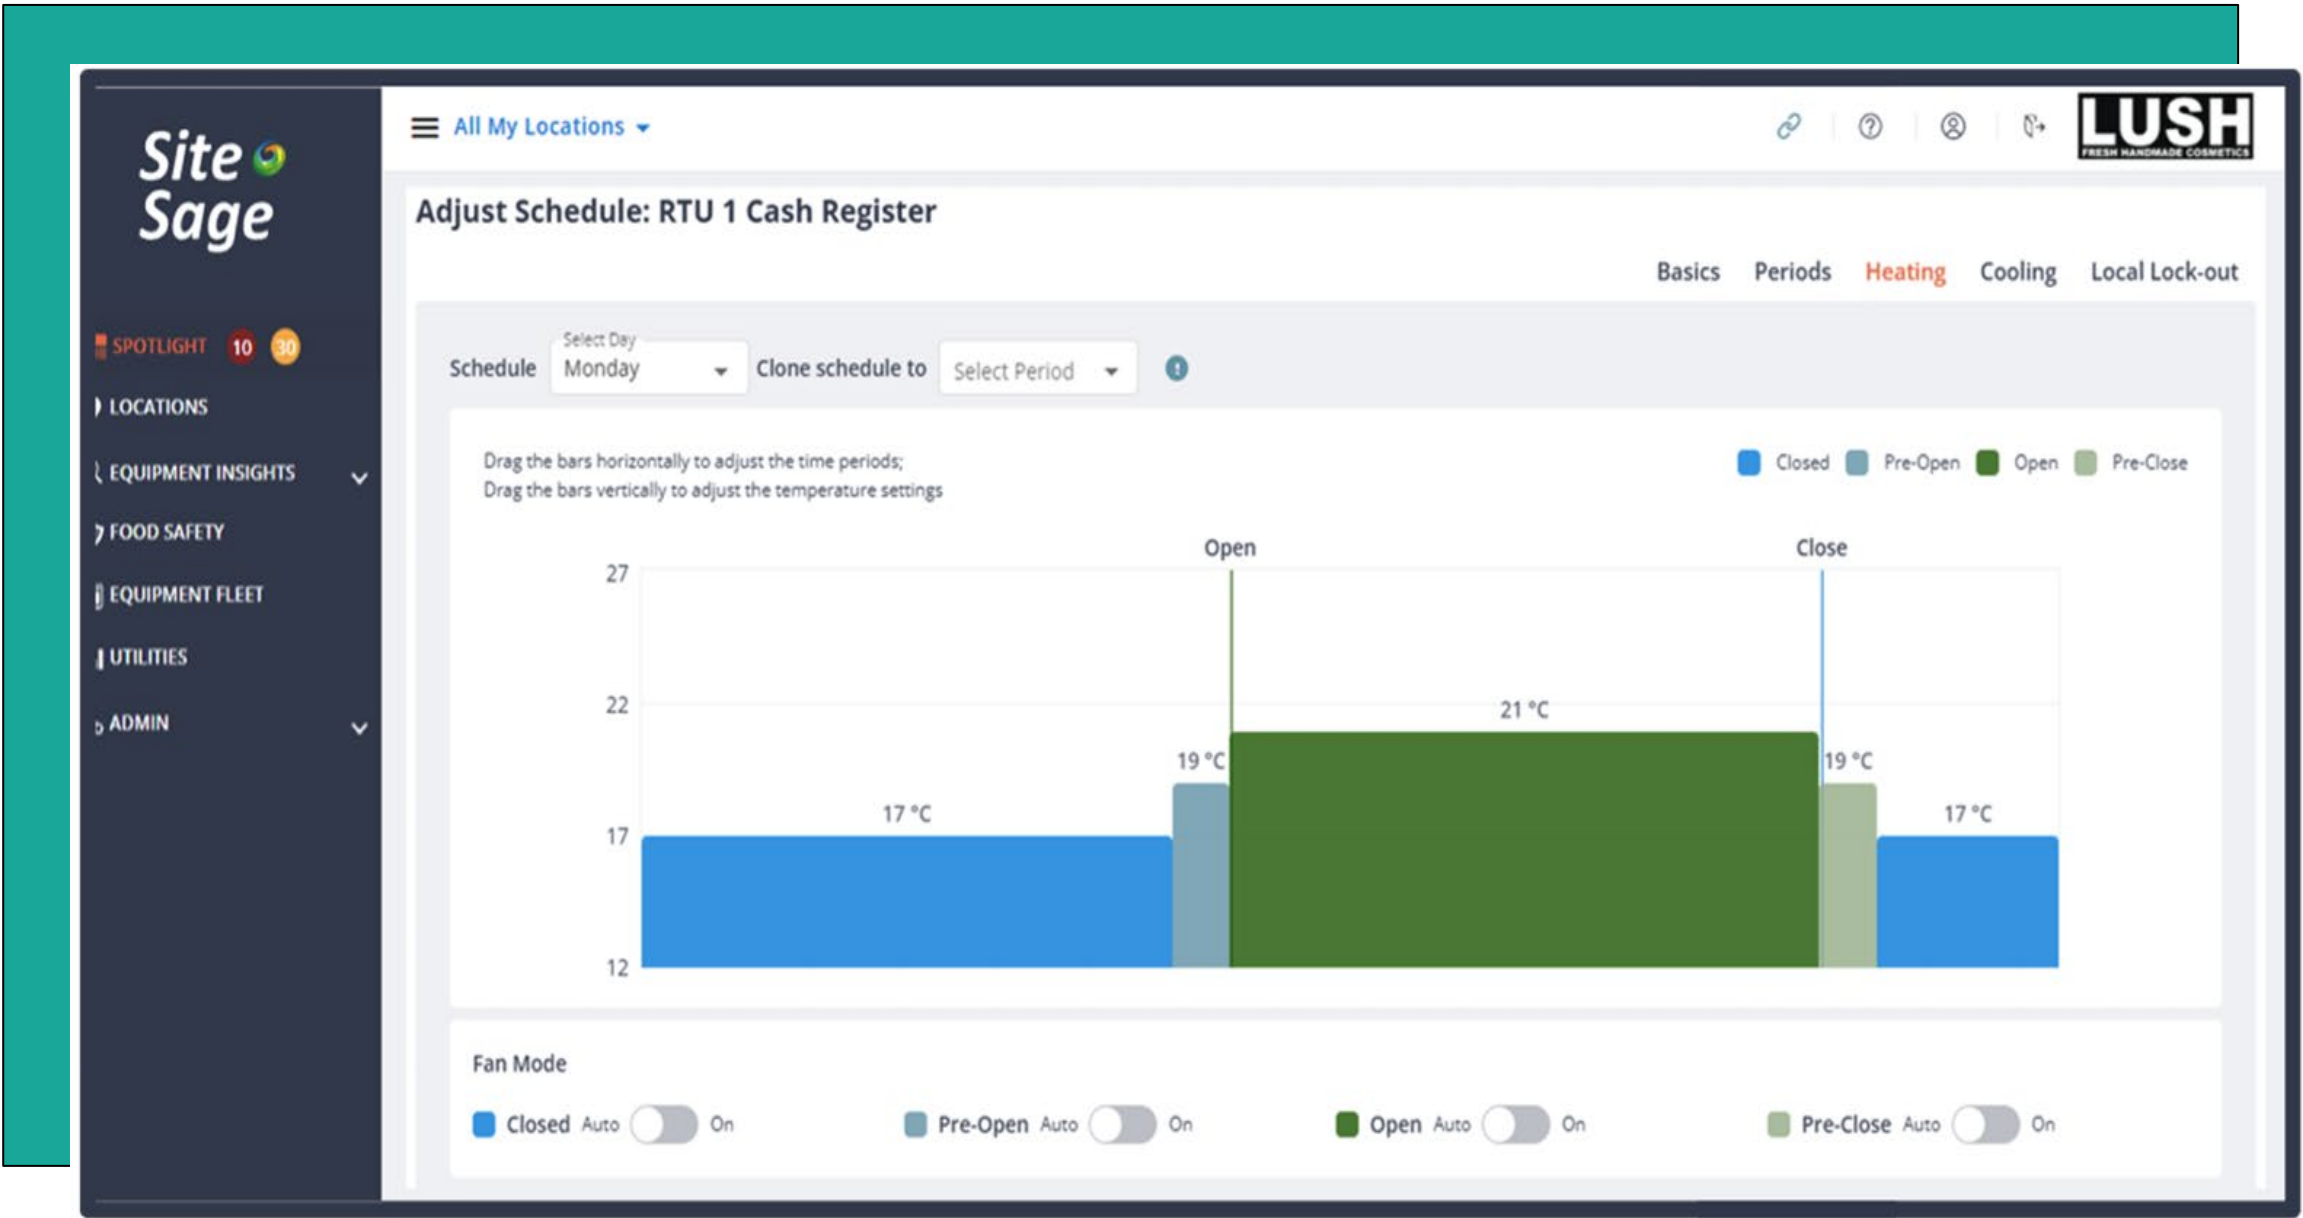 Site
Sage
All My Locations
LUSH
FRESH HANDMADE COSMETICS
Adjust Schedule: RTU 1 Cash Register
Basics Periods Heating Cooling Local Lock-out
SPOTLIGHT 10 30
LOCATIONS
EQUIPMENT INSIGHTS
FOOD SAFETY
EQUIPMENT FLEET
UTILITIES
ADMIN
Select Day
Schedule Monday Clone schedule to Select Period
Drag the bars horizontally to adjust the time periods;
Drag the bars vertically to adjust the temperature settings
Closed Pre-Open Open Pre-Close
Open Close
27
22
21 °C
19 °C 19 °C
17 °C 17 °C
17
12
Fan Mode
Closed Auto On Pre-Open Auto On Open Auto On Pre-Close Auto On